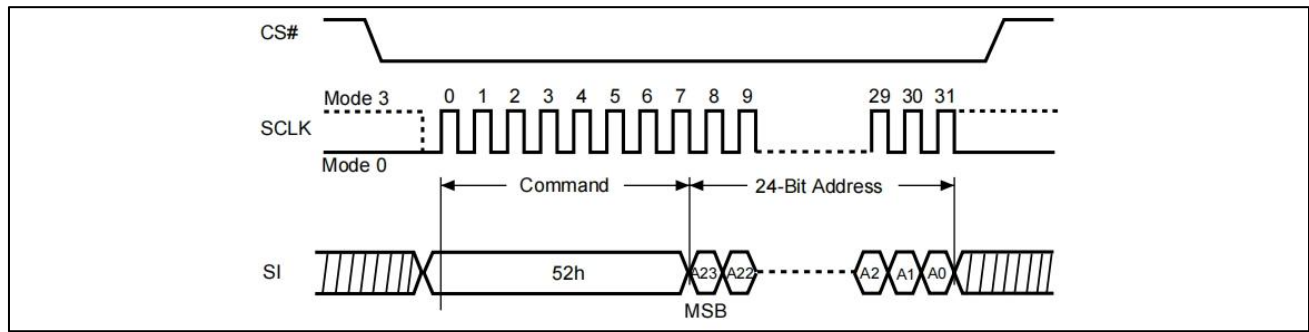 CS#
Mode 3
0 1 2 3 4 5 6 7 8 9 29 30 31
SCLK
Mode 0
Command 24-Bit Address
SI 52h A23 A22 A2 A1 A0
MSB